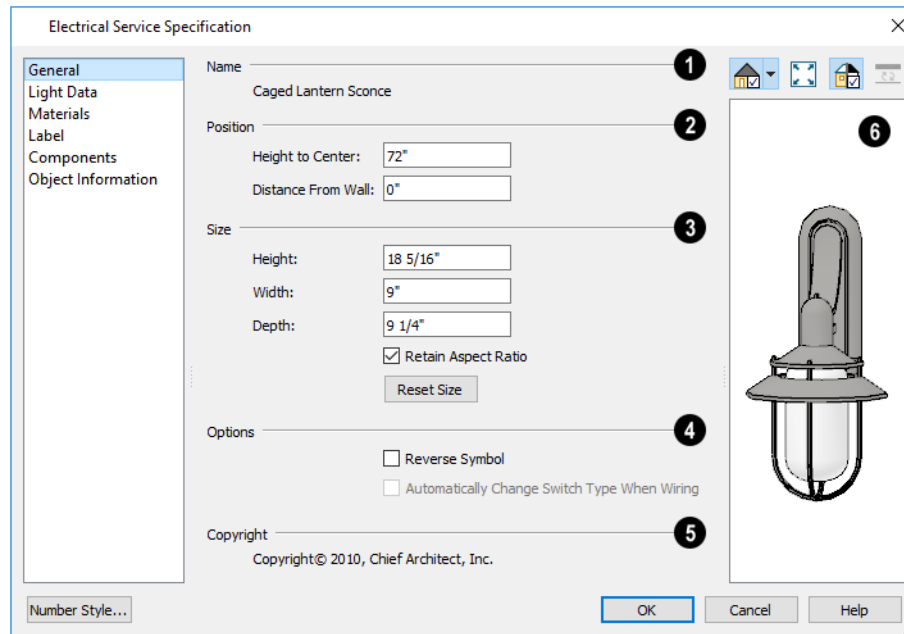 Electrical Service Specification
General
Light Data
Materials
Label
Components
Object Information
Name 1
Caged Lantern Sconce
Position 2
Height to Center: 72"
Distance From Wall: 0"
Size 3
Height: 18 5/16"
Width: 9"
Depth: 9 1/4"
Retain Aspect Ratio
Reset Size
Options 4
Reverse Symbol
Automatically Change Switch Type When Wiring
Copyright 5
Copyright© 2010, Chief Architect, Inc.
6
Number Style...
OK
Cancel
Help